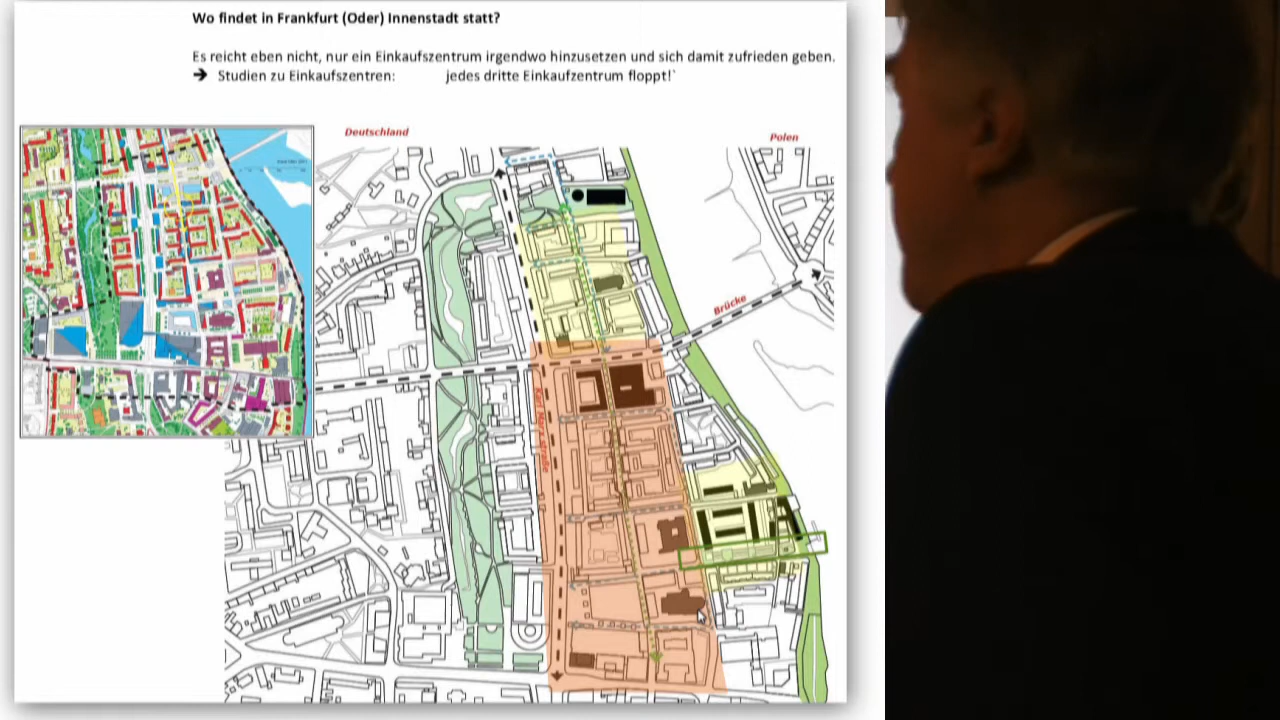 Wo findet in Frankfurt (Oder) Innenstadt statt?
Es reicht eben nicht, nur ein Einkaufszentrum irgendwo hinzusetzen und sich damit zufrieden geben.
➔ Studien zu Einkaufszentren: jedes dritte Einkaufzentrum floppt!`
Deutschland
Polen
Brücke